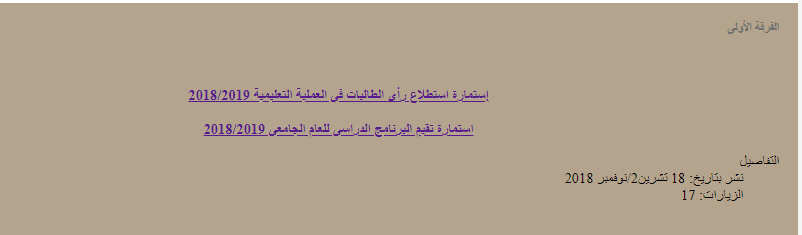 الفرقة الأولى
إستمارة استطلاع رأي الطالبات فى العملية التعليمية 2018/2019
استمارة تقيم البرنامج الدراسى للعام الجامعى 2018/2019
التفاصيل
نشر بتاريخ: 18 تشرين2/نوفمبر 2018
الزيارات: 17